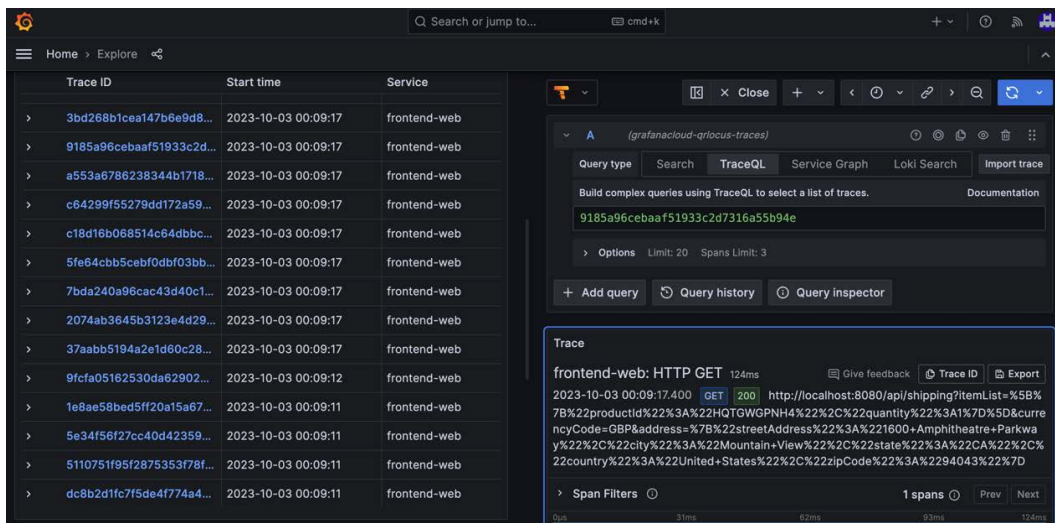 Search or jump to...
cmd+k
Home › Explore
Trace ID Start time Service
3bd268b1cea147b6e9d8... 2023-10-03 00:09:17 frontend-web
9185a96cebaaf51933c2d... 2023-10-03 00:09:17 frontend-web
a553a6786238344b1718... 2023-10-03 00:09:17 frontend-web
c64299f55279dd172a59... 2023-10-03 00:09:17 frontend-web
c18d16b068514c64dbbc... 2023-10-03 00:09:17 frontend-web
5fe64cbb5cebf0dbf03bb... 2023-10-03 00:09:17 frontend-web
7bda240a96cac43d40c1... 2023-10-03 00:09:17 frontend-web
2074ab3645b3123e4d29... 2023-10-03 00:09:17 frontend-web
37aabb5194a2e1d60c28... 2023-10-03 00:09:17 frontend-web
9fcfa05162530da62902... 2023-10-03 00:09:12 frontend-web
1e8ae58bed5ff20a15a67... 2023-10-03 00:09:11 frontend-web
5e34f56f27cc40d42359... 2023-10-03 00:09:11 frontend-web
5110751f95f2875353f78f... 2023-10-03 00:09:11 frontend-web
dc8b2d1fc7f5de4f774a4... 2023-10-03 00:09:11 frontend-web
Close
A (grafanacloud-qrlocus-traces)
Query type Search TraceQL Service Graph Loki Search Import trace
Build complex queries using TraceQL to select a list of traces. Documentation
9185a96cebaaf51933c2d7316a55b94e
Options Limit: 20 Spans Limit: 3
+ Add query Query history Query inspector
Trace
frontend-web: HTTP GET 124ms Give feedback Trace ID Export
2023-10-03 00:09:17.400 GET 200 http://localhost:8080/api/shipping?itemList=%5B%
7B%22productId%22%3A%22HQTGWGPNH4%22%2C%22quantity%22%3A1%7D%5D&curre
ncyCode=GBP&address=%7B%22streetAddress%22%3A%221600+Amphitheatre+Parkwa
y%22%2C%22city%22%3A%22Mountain+View%22%2C%22state%22%3A%22CA%22%2C%
22country%22%3A%22United+States%22%2C%22zipCode%22%3A%2294043%22%7D
Span Filters 1 spans Prev Next
0μs 31ms 62ms 93ms 124ms